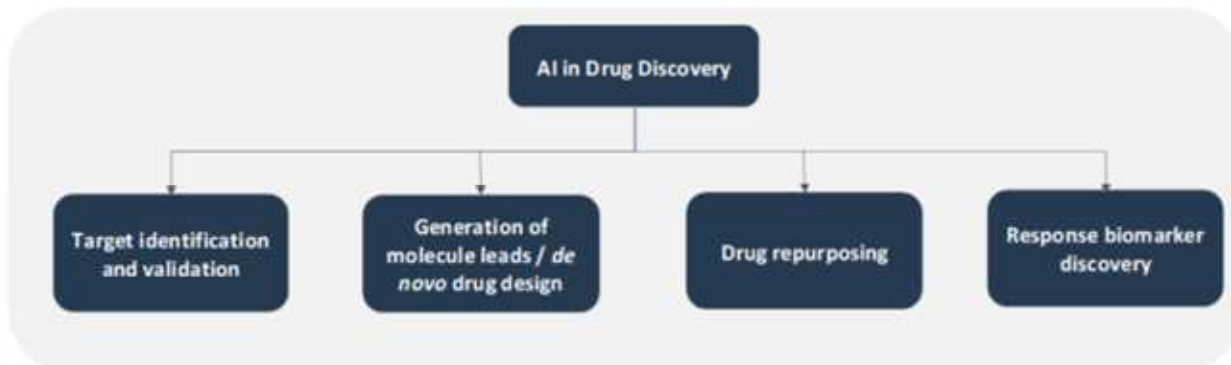 AI in Drug Discovery
Target identification
and validation
Generation of
molecule leads / de
novo drug design
Drug repurposing
Response biomarker
discovery